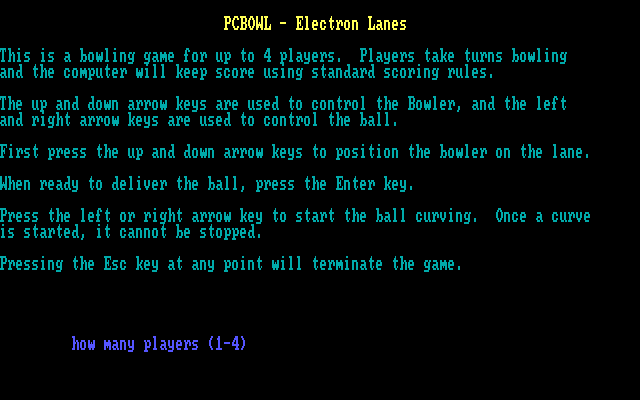 PCBOWL - Electron Lanes
This is a bowling game for up to 4 players.  Players take turns bowling
and the computer will keep score using standard scoring rules.
The up and down arrow keys are used to control the Bowler, and the left
and right arrow keys are used to control the ball.
First press the up and down arrow keys to position the bowler on the lane.
When ready to deliver the ball, press the Enter key.
Press the left or right arrow key to start the ball curving.  Once a curve
is started, it cannot be stopped.
Pressing the Esc key at any point will terminate the game.
how many players (1-4)